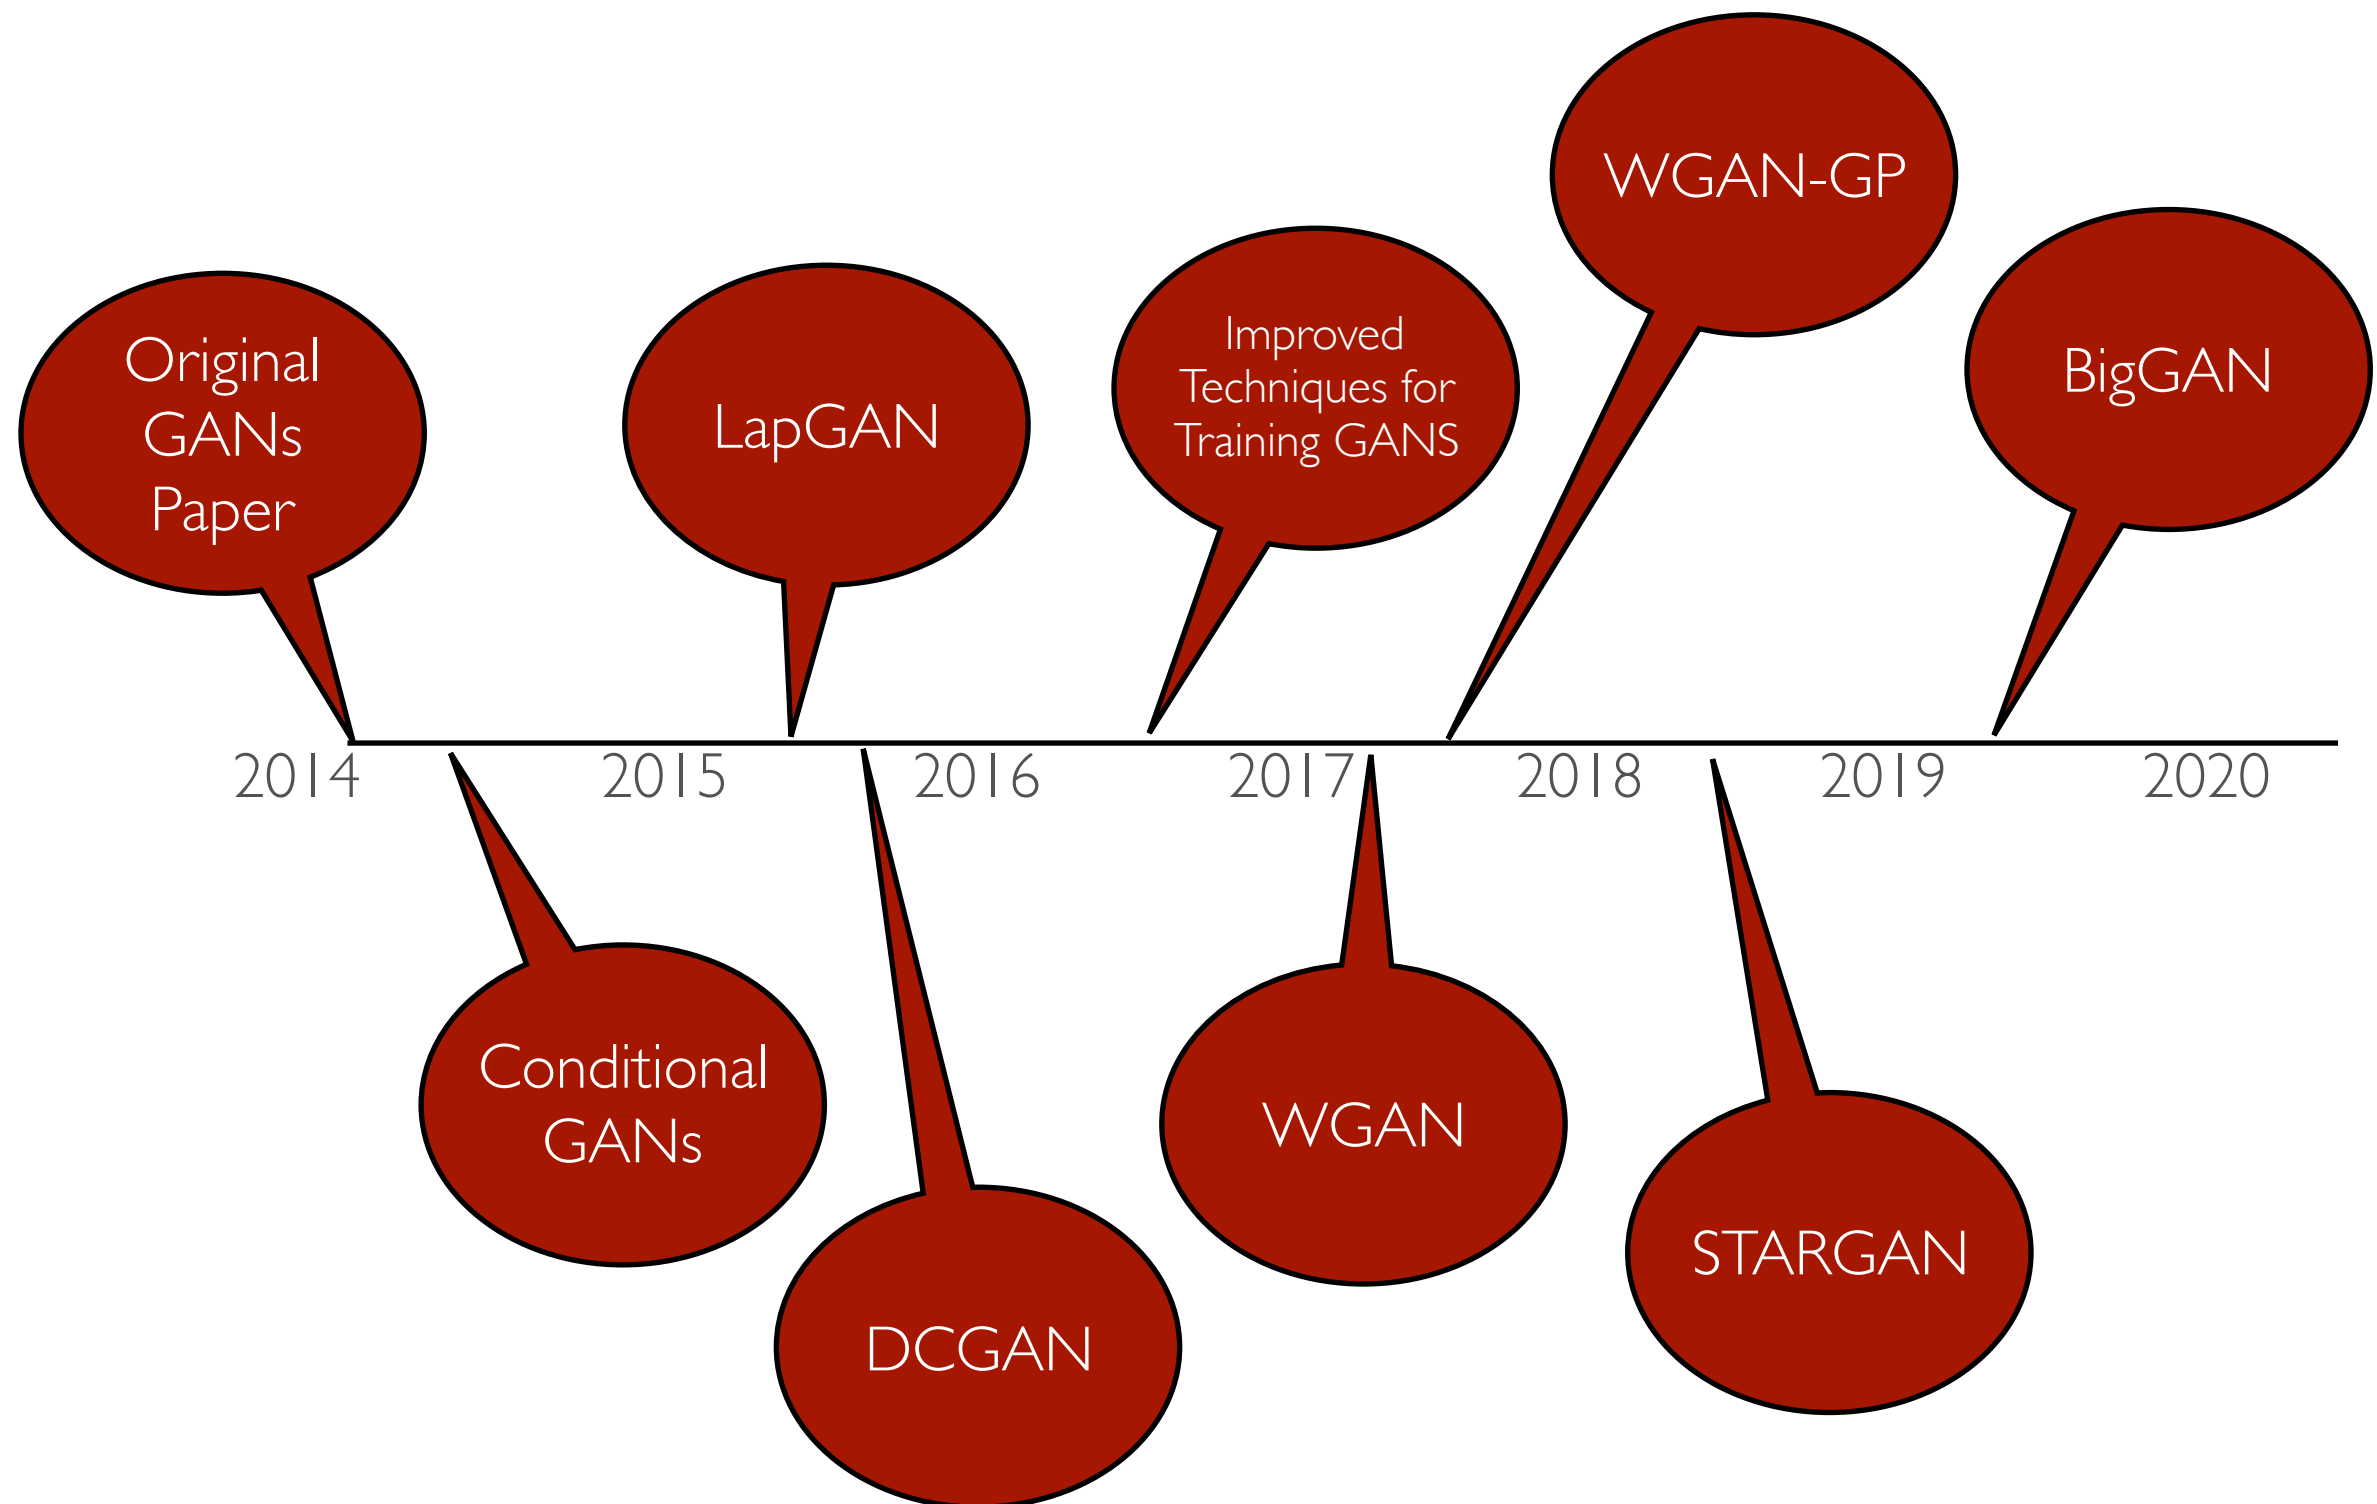 WGAN-GP
Original
GANs
Paper
LapGAN
Improved
Techniques for
Training GANS
BigGAN
2014
2015
2016
2017
2018
2019
2020
Conditional
GANs
WGAN
STARGAN
DCGAN